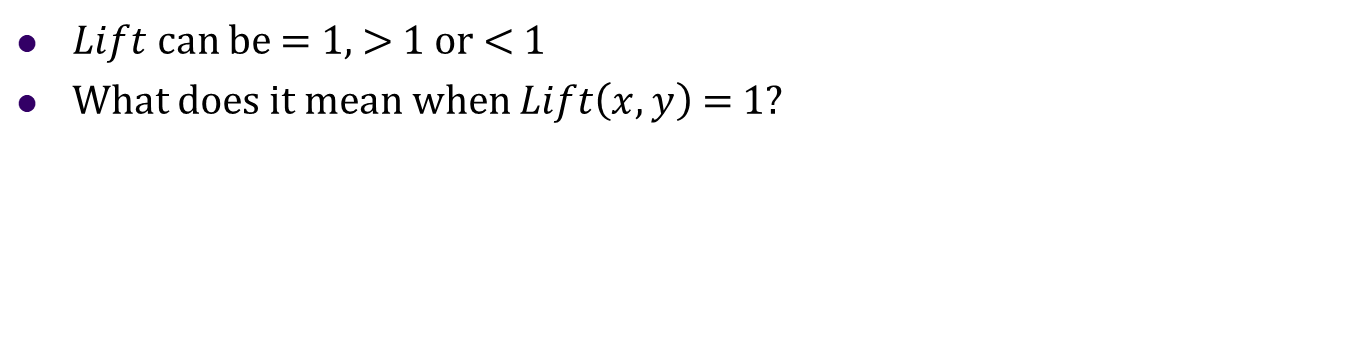 • Lift can be = 1, > 1 or < 1
• What does it mean when Lift(x, y) = 1?